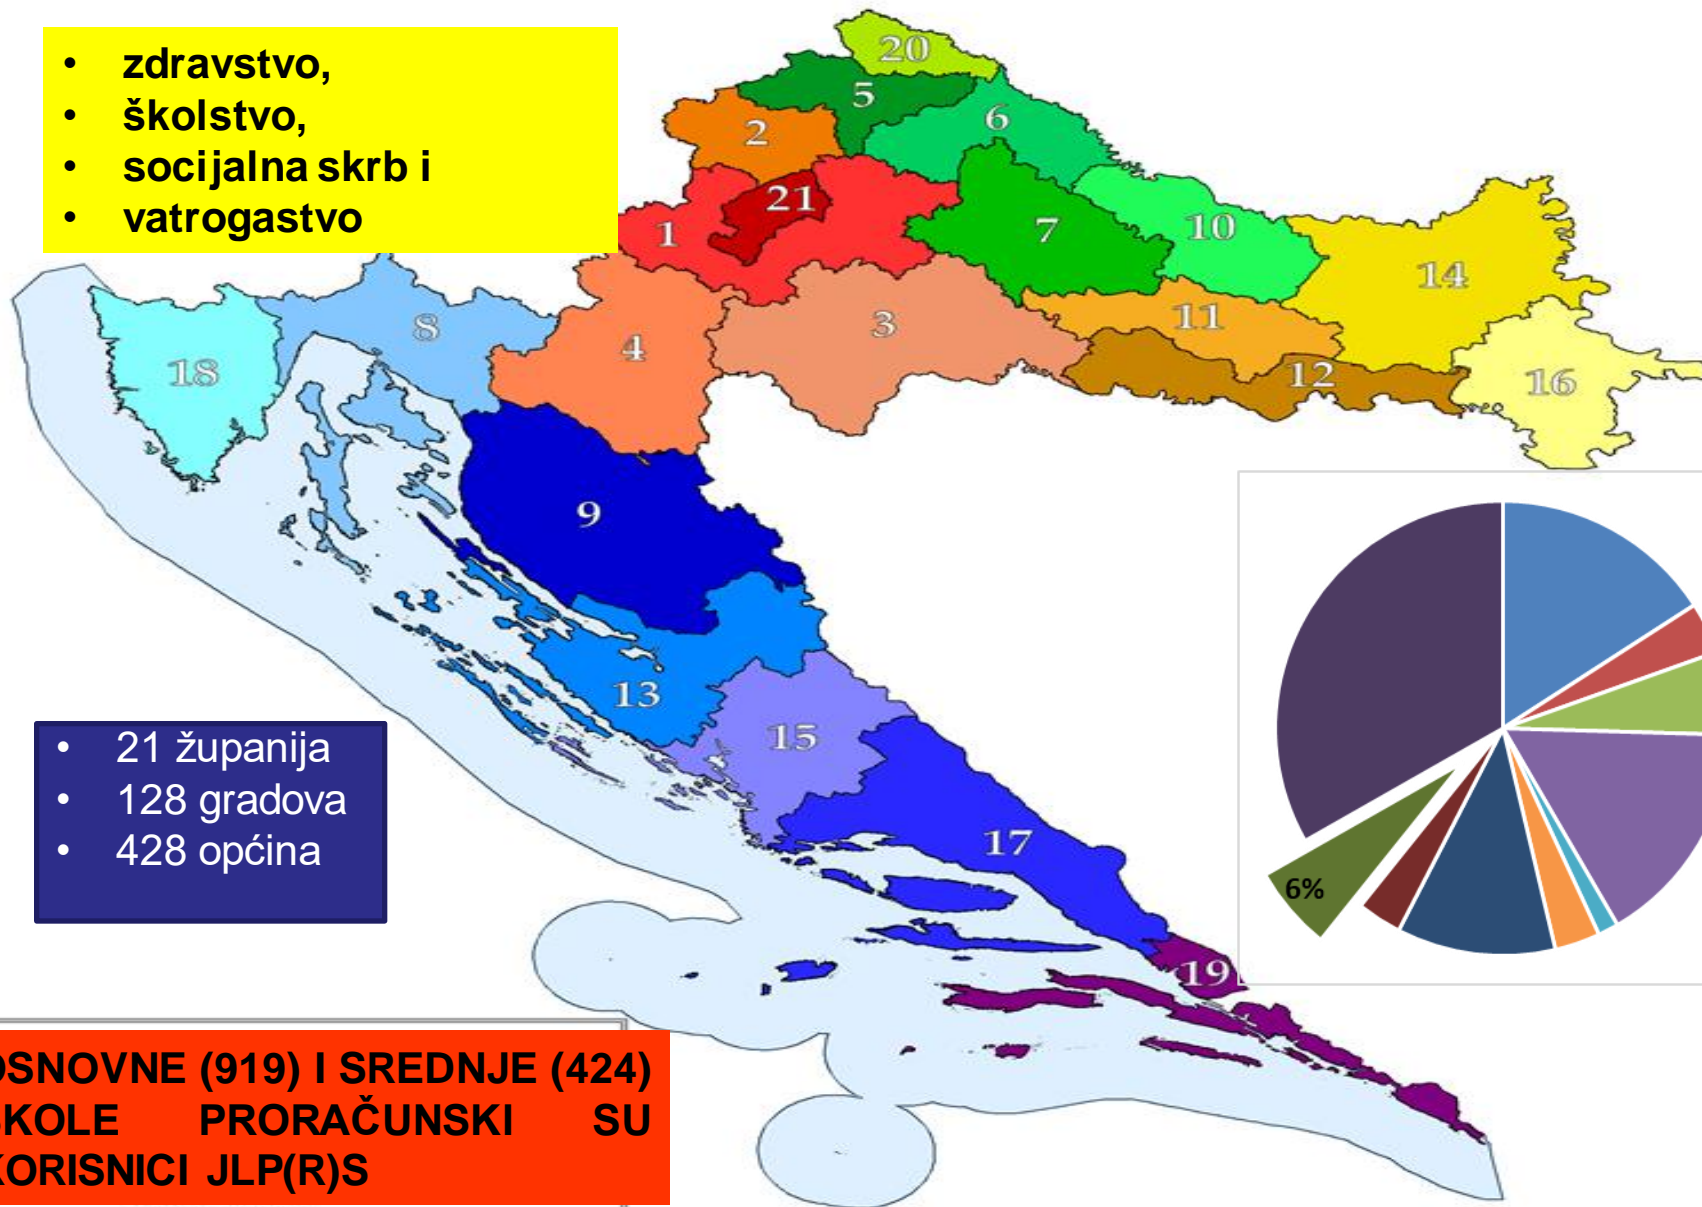 • zdravstvo,
• školstvo,
• socijalna skrb i
• vatrogastvo
20
5
2
6
21
1
7
10
14
8
4
3
11
18
12
16
9
13
15
• 21 županija
• 128 gradova
• 428 općina
17
6%
19
OSNOVNE (919) I SREDNJE (424)
ŠKOLE PRORAČUNSKI SU
KORISNICI JLP(R)S